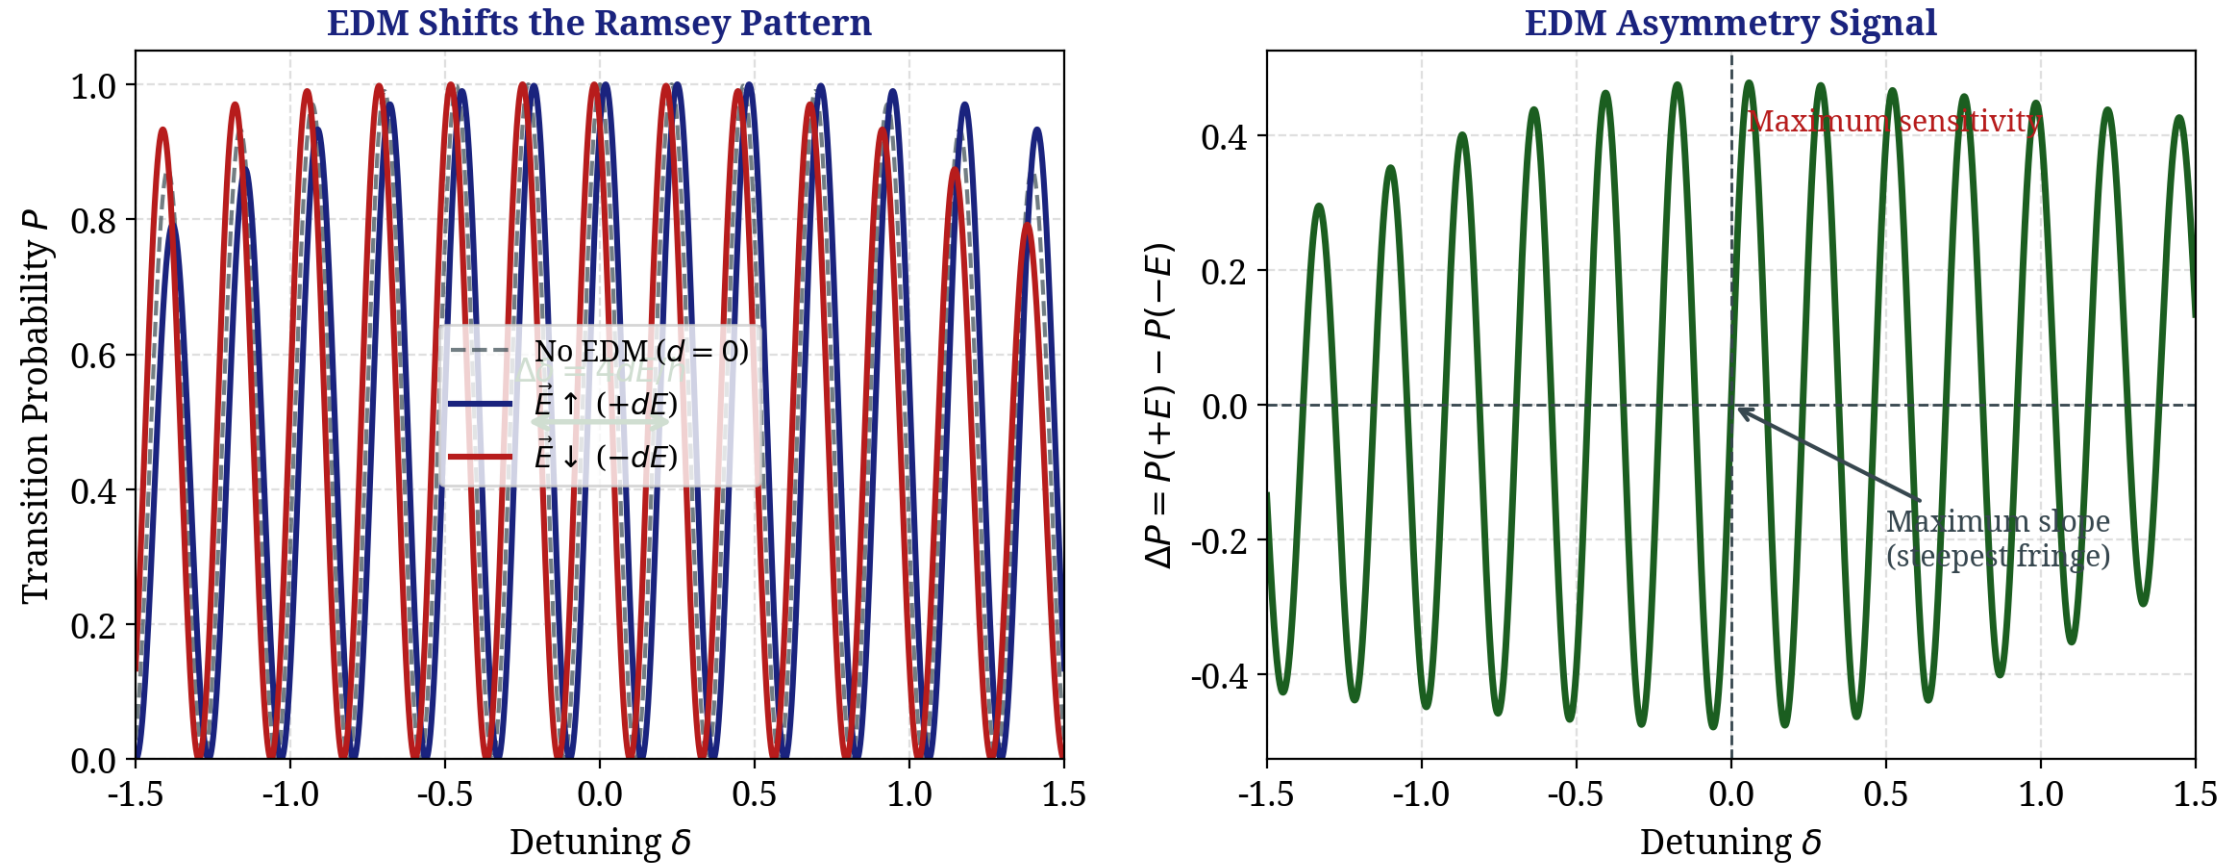 EDM Shifts the Ramsey Pattern
Transition Probability P
1.0
0.8
0.6
0.4
0.2
0.0
No EDM (d = 0)
E⃗ ↑ (+dE)
E⃗ ↓ (−dE)
-1.5
-1.0
-0.5
0.0
0.5
1.0
1.5
Detuning δ
EDM Asymmetry Signal
ΔP = P(+E) − P(−E)
0.4
0.2
0.0
-0.2
-0.4
Maximum sensitivity
Maximum slope
(steepest fringe)
-1.5
-1.0
-0.5
0.0
0.5
1.0
1.5
Detuning δ